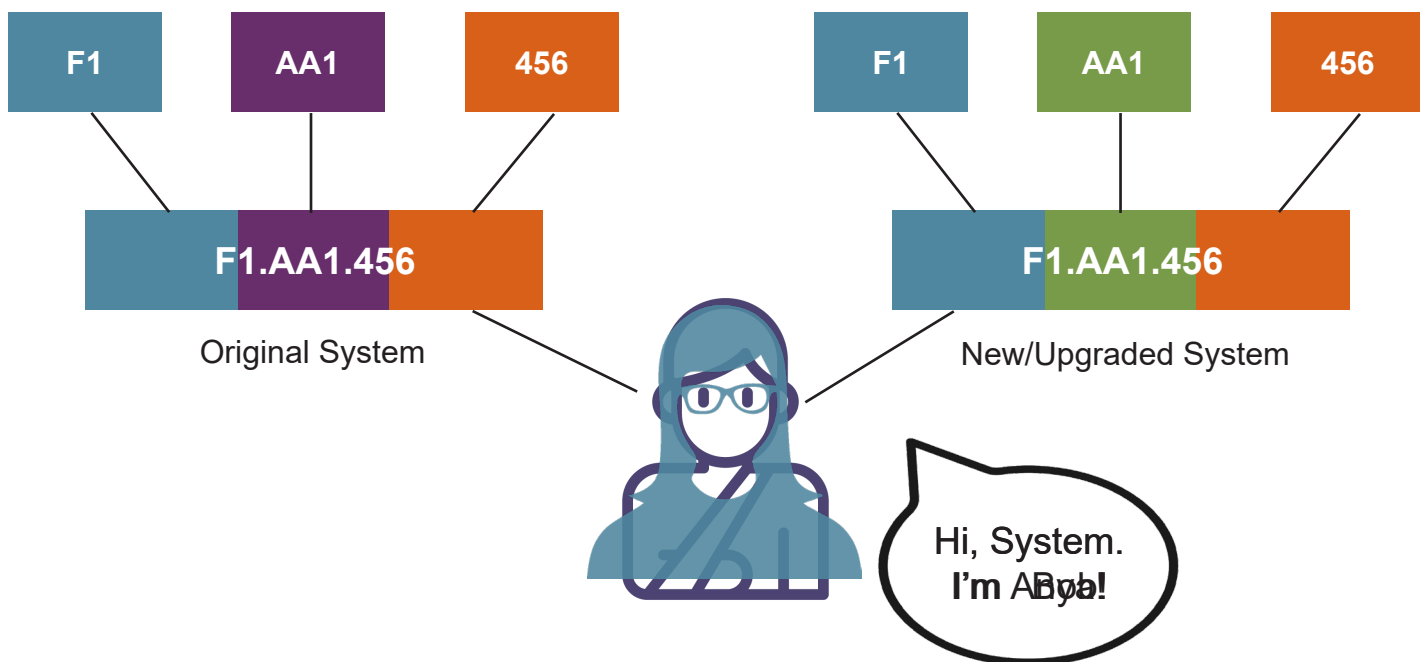 F1 AA1 456 F1 AA1 456
F1.AA1.456 F1.AA1.456
Original System New/Upgraded System
Hi, System.
I'm